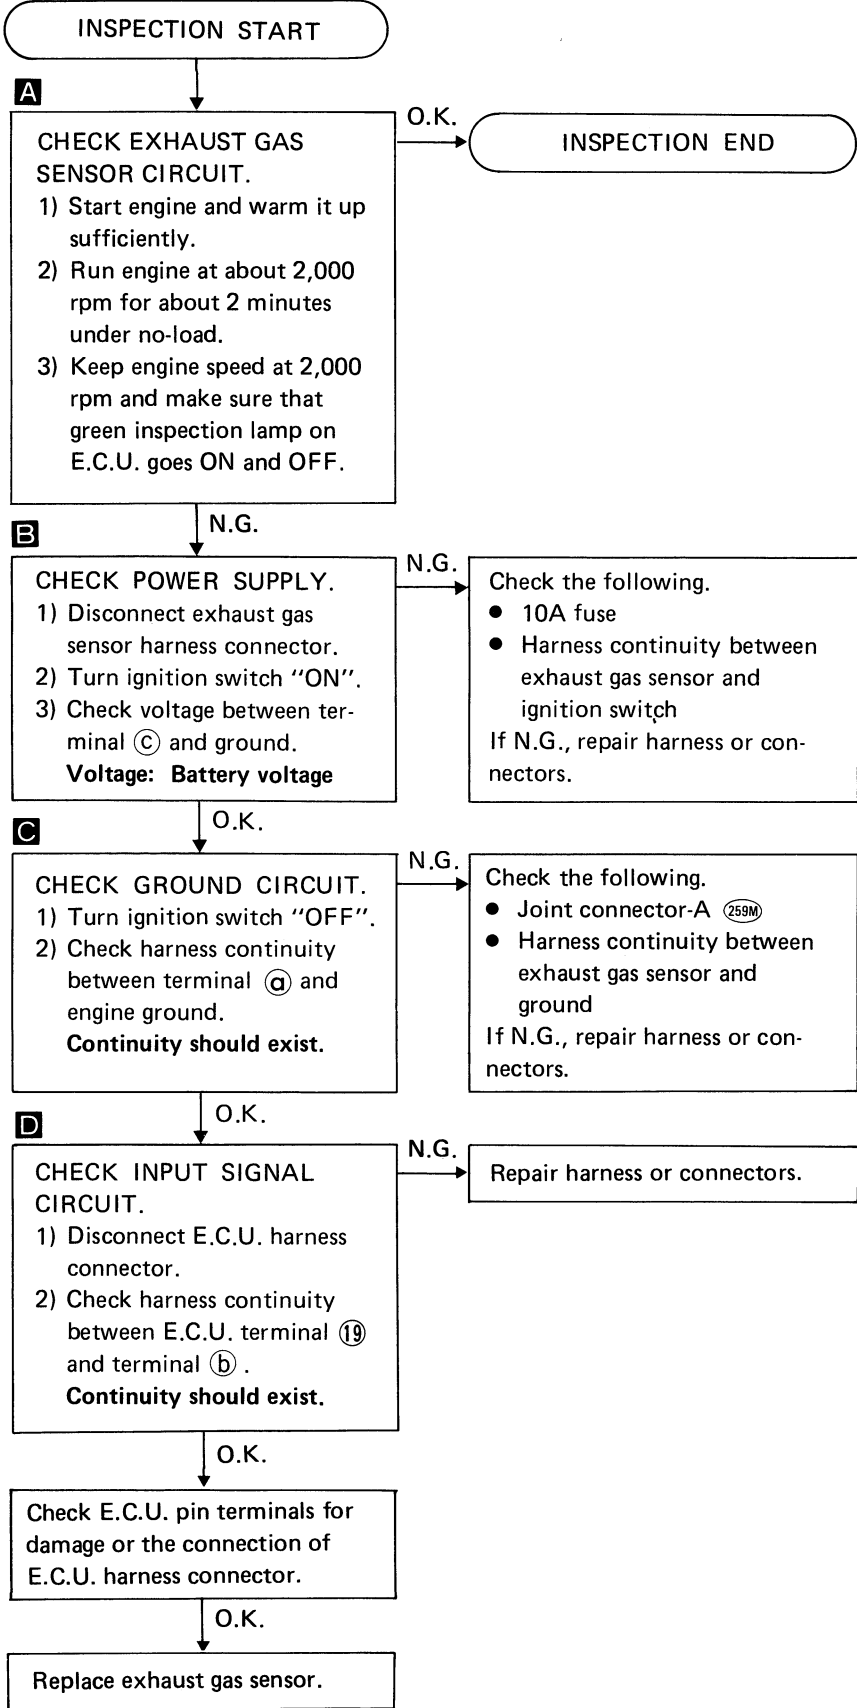 INSPECTION START
A
CHECK EXHAUST GAS
SENSOR CIRCUIT.
1) Start engine and warm it up
sufficiently.
2) Run engine at about 2,000
rpm for about 2 minutes
under no-load.
3) Keep engine speed at 2,000
rpm and make sure that
green inspection lamp on
E.C.U. goes ON and OFF.
O.K.
INSPECTION END
N.G.
B
CHECK POWER SUPPLY.
1) Disconnect exhaust gas
sensor harness connector.
2) Turn ignition switch "ON".
3) Check voltage between ter-
minal ⓒ and ground.
Voltage: Battery voltage
N.G.
Check the following.
● 10A fuse
● Harness continuity between
exhaust gas sensor and
ignition switch
If N.G., repair harness or con-
nectors.
O.K.
C
CHECK GROUND CIRCUIT.
1) Turn ignition switch "OFF".
2) Check harness continuity
between terminal ⓐ and
engine ground.
Continuity should exist.
N.G.
Check the following.
● Joint connector-A 259M
● Harness continuity between
exhaust gas sensor and
ground
If N.G., repair harness or con-
nectors.
O.K.
D
CHECK INPUT SIGNAL
CIRCUIT.
1) Disconnect E.C.U. harness
connector.
2) Check harness continuity
between E.C.U. terminal ⑲
and terminal ⓑ .
Continuity should exist.
N.G.
Repair harness or connectors.
O.K.
Check E.C.U. pin terminals for
damage or the connection of
E.C.U. harness connector.
O.K.
Replace exhaust gas sensor.